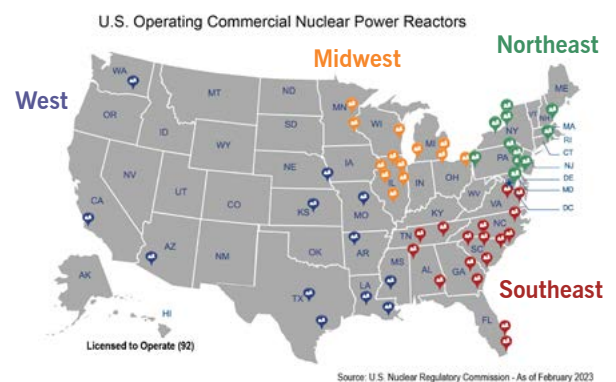 U.S. Operating Commercial Nuclear Power Reactors
Northeast
Midwest
West
Southeast
WA
OR
CA
NV
ID
MT
WY
UT
AZ
CO
NM
ND
SD
NE
KS
OK
TX
MN
IA
MO
AR
LA
WI
IL
MI
IN
OH
KY
TN
MS
AL
GA
FL
SC
NC
VA
WV
PA
NY
VT
NH
ME
MA
RI
CT
NJ
DE
MD
DC
AK
HI
Licensed to Operate (92)
Source: U.S. Nuclear Regulatory Commission - As of February 2023